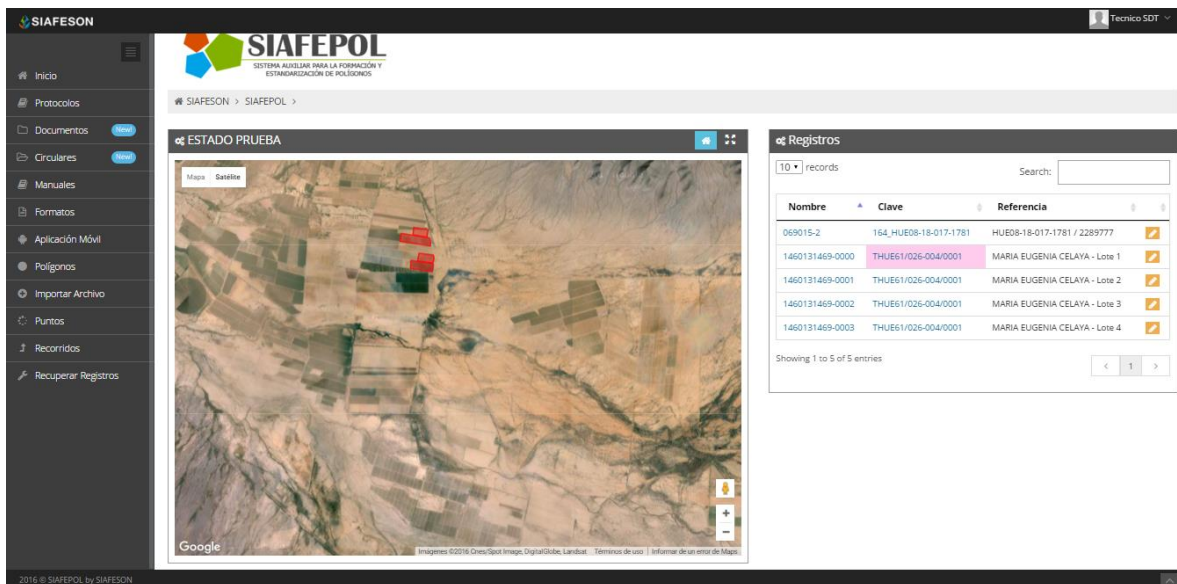 SIAFESON
Tecnico SDT
Inicio
Protocolos
Documentos New!
Circulares New!
Manuales
Formatos
Aplicación Móvil
Polígonos
Importar Archivo
Puntos
Recorridos
Recuperar Registros
SIAFEPOL
SISTEMA AUXILIAR PARA LA FORMACIÓN Y
ESTANDARIZACIÓN DE POLÍGONOS
SIAFESON > SIAFEPOL >
ESTADO PRUEBA
Mapa Satélite
Google
Imágenes ©2016 Cnes/Spot Image, DigitalGlobe, Landsat Términos de uso Informar de un error de Maps
Registros
10 records
Search:
Nombre Clave Referencia
069015-2 164_HUE08-18-017-1781 HUE08-18-017-1781 / 2289777
1460131469-0000 THUE61/026-004/0001 MARIA EUGENIA CELAYA - Lote 1
1460131469-0001 THUE61/026-004/0001 MARIA EUGENIA CELAYA - Lote 2
1460131469-0002 THUE61/026-004/0001 MARIA EUGENIA CELAYA - Lote 3
1460131469-0003 THUE61/026-004/0001 MARIA EUGENIA CELAYA - Lote 4
Showing 1 to 5 of 5 entries
< 1 >
2016 © SIAFEPOL by SIAFESON